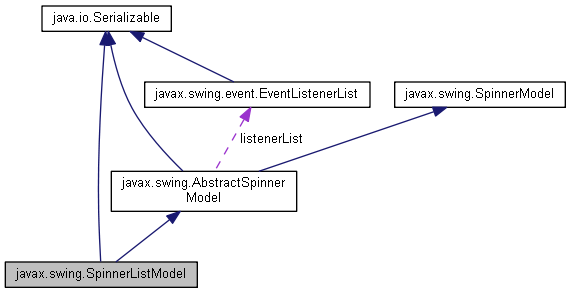 java.io.Serializable
javax.swing.event.EventListenerList
javax.swing.SpinnerModel
listenerList
javax.swing.AbstractSpinner
Model
javax.swing.SpinnerListModel